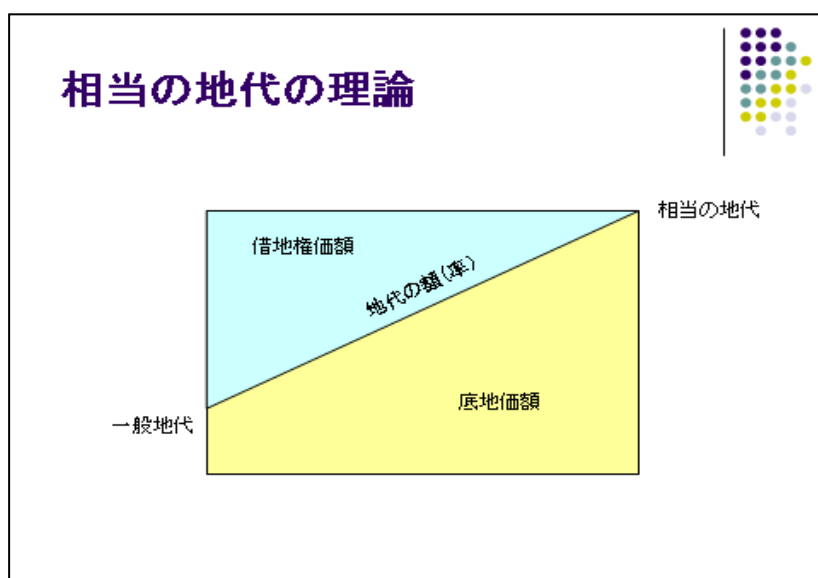 相当の地代の理論
相当の地代
借地権価額
地代の額(率)
底地価額
一般地代